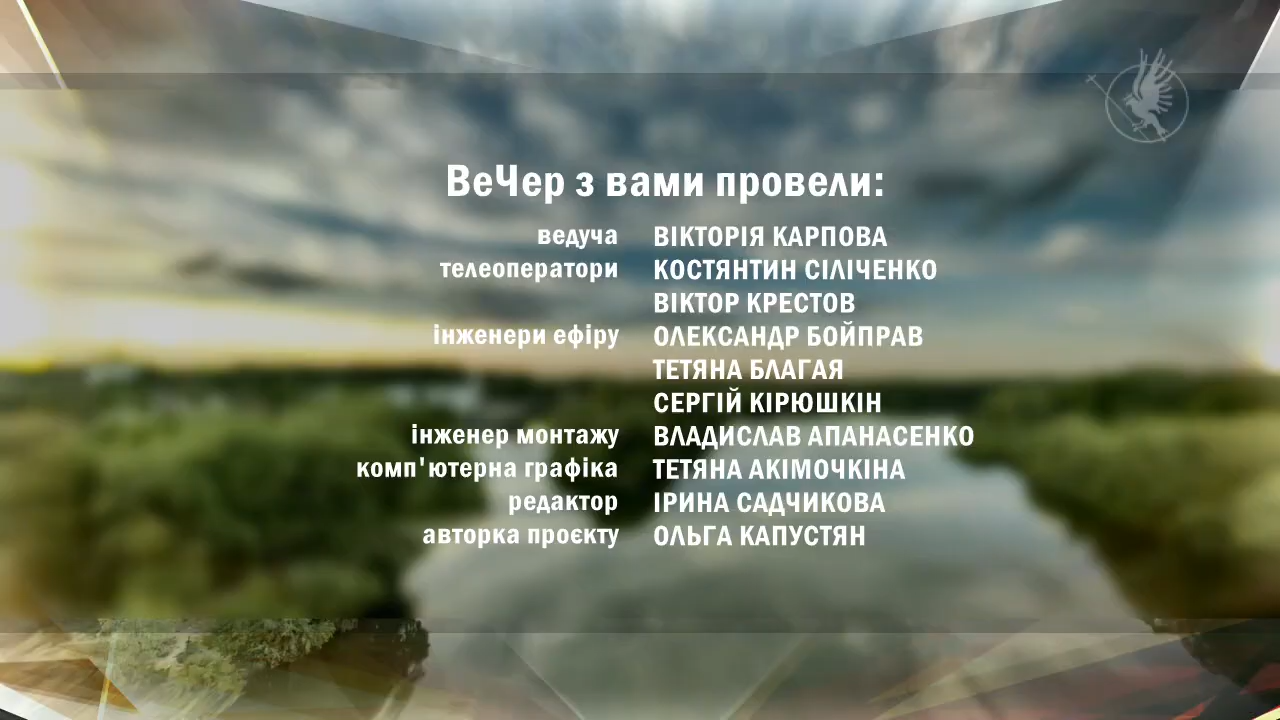 ВеЧер з вами провели:
ведуча ВІКТОРІЯ КАРПОВА
телеоператори КОСТЯНТИН СІЛІЧЕНКО
ВІКТОР КРЕСТОВ
інженери ефіру ОЛЕКСАНДР БОЙПРАВ
ТЕТЯНА БЛАГАЯ
СЕРГІЙ КІРЮШКІН
інженер монтажу ВЛАДИСЛАВ АПАНАСЕНКО
комп'ютерна графіка ТЕТЯНА АКІМОЧКІНА
редактор ІРИНА САДЧИКОВА
авторка проєкту ОЛЬГА КАПУСТЯН